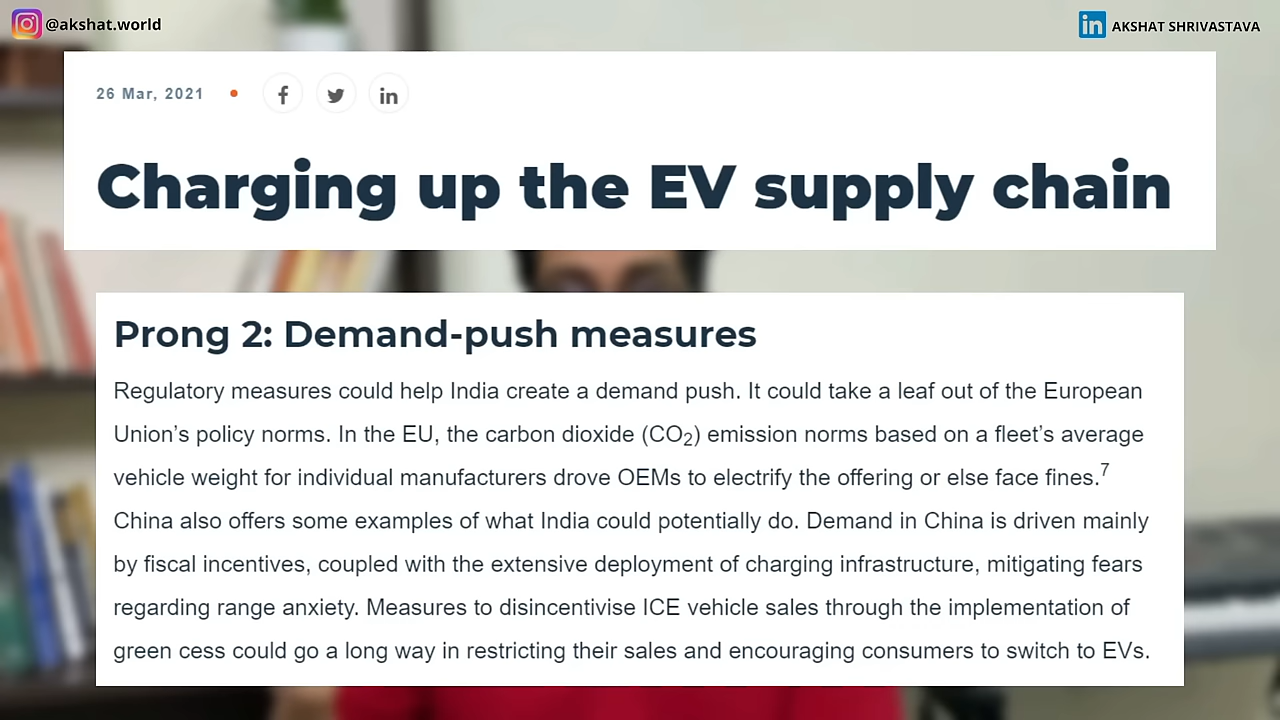 @akshat.world
AKSHAT SHRIVASTAVA
26 Mar, 2021
Charging up the EV supply chain
Prong 2: Demand-push measures
Regulatory measures could help India create a demand push. It could take a leaf out of the European
Union’s policy norms. In the EU, the carbon dioxide (CO₂) emission norms based on a fleet’s average
vehicle weight for individual manufacturers drove OEMs to electrify the offering or else face fines.⁷
China also offers some examples of what India could potentially do. Demand in China is driven mainly
by fiscal incentives, coupled with the extensive deployment of charging infrastructure, mitigating fears
regarding range anxiety. Measures to disincentivise ICE vehicle sales through the implementation of
green cess could go a long way in restricting their sales and encouraging consumers to switch to EVs.